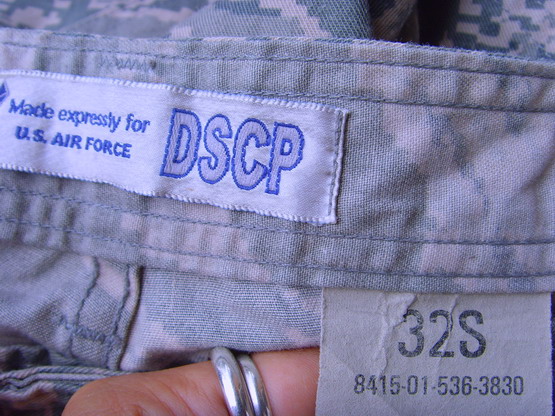 Made expressly for
U.S. AIR FORCE
DSCP
32S
8415-01-536-3830